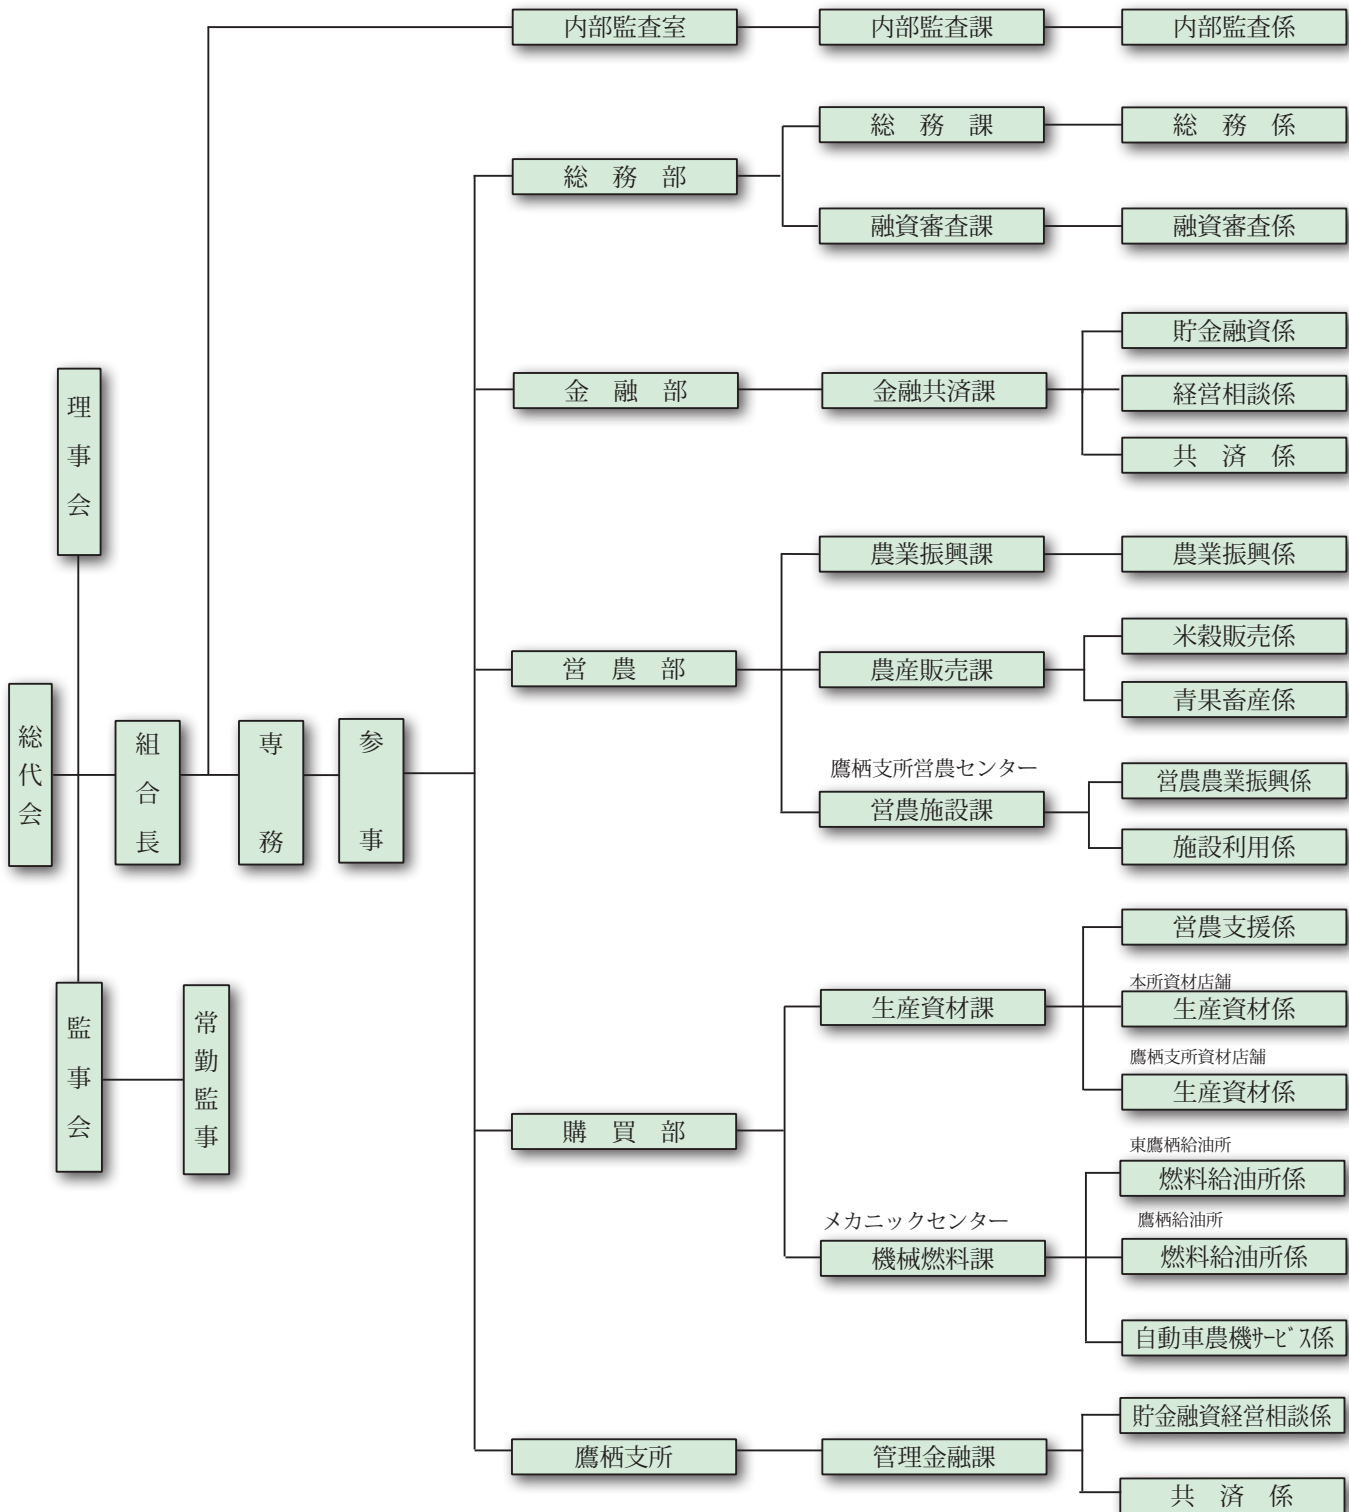 内部監査室
内部監査課
内部監査係
総務部
総務課
総務係
融資審査課
融資審査係
金融部
金融共済課
貯金融資係
経営相談係
共済係
理事会
総代会
組合長
専務
参事
監事会
常勤監事
営農部
農業振興課
農業振興係
農産販売課
米穀販売係
青果畜産係
鷹栖支所営農センター
営農施設課
営農農業振興係
施設利用係
購買部
生産資材課
営農支援係
本所資材店舗
生産資材係
鷹栖支所資材店舗
生産資材係
メカニックセンター
機械燃料課
東鷹栖給油所
燃料給油所係
鷹栖給油所
燃料給油所係
自動車農機ｻｰﾋﾞｽ係
鷹栖支所
管理金融課
貯金融資経営相談係
共済係